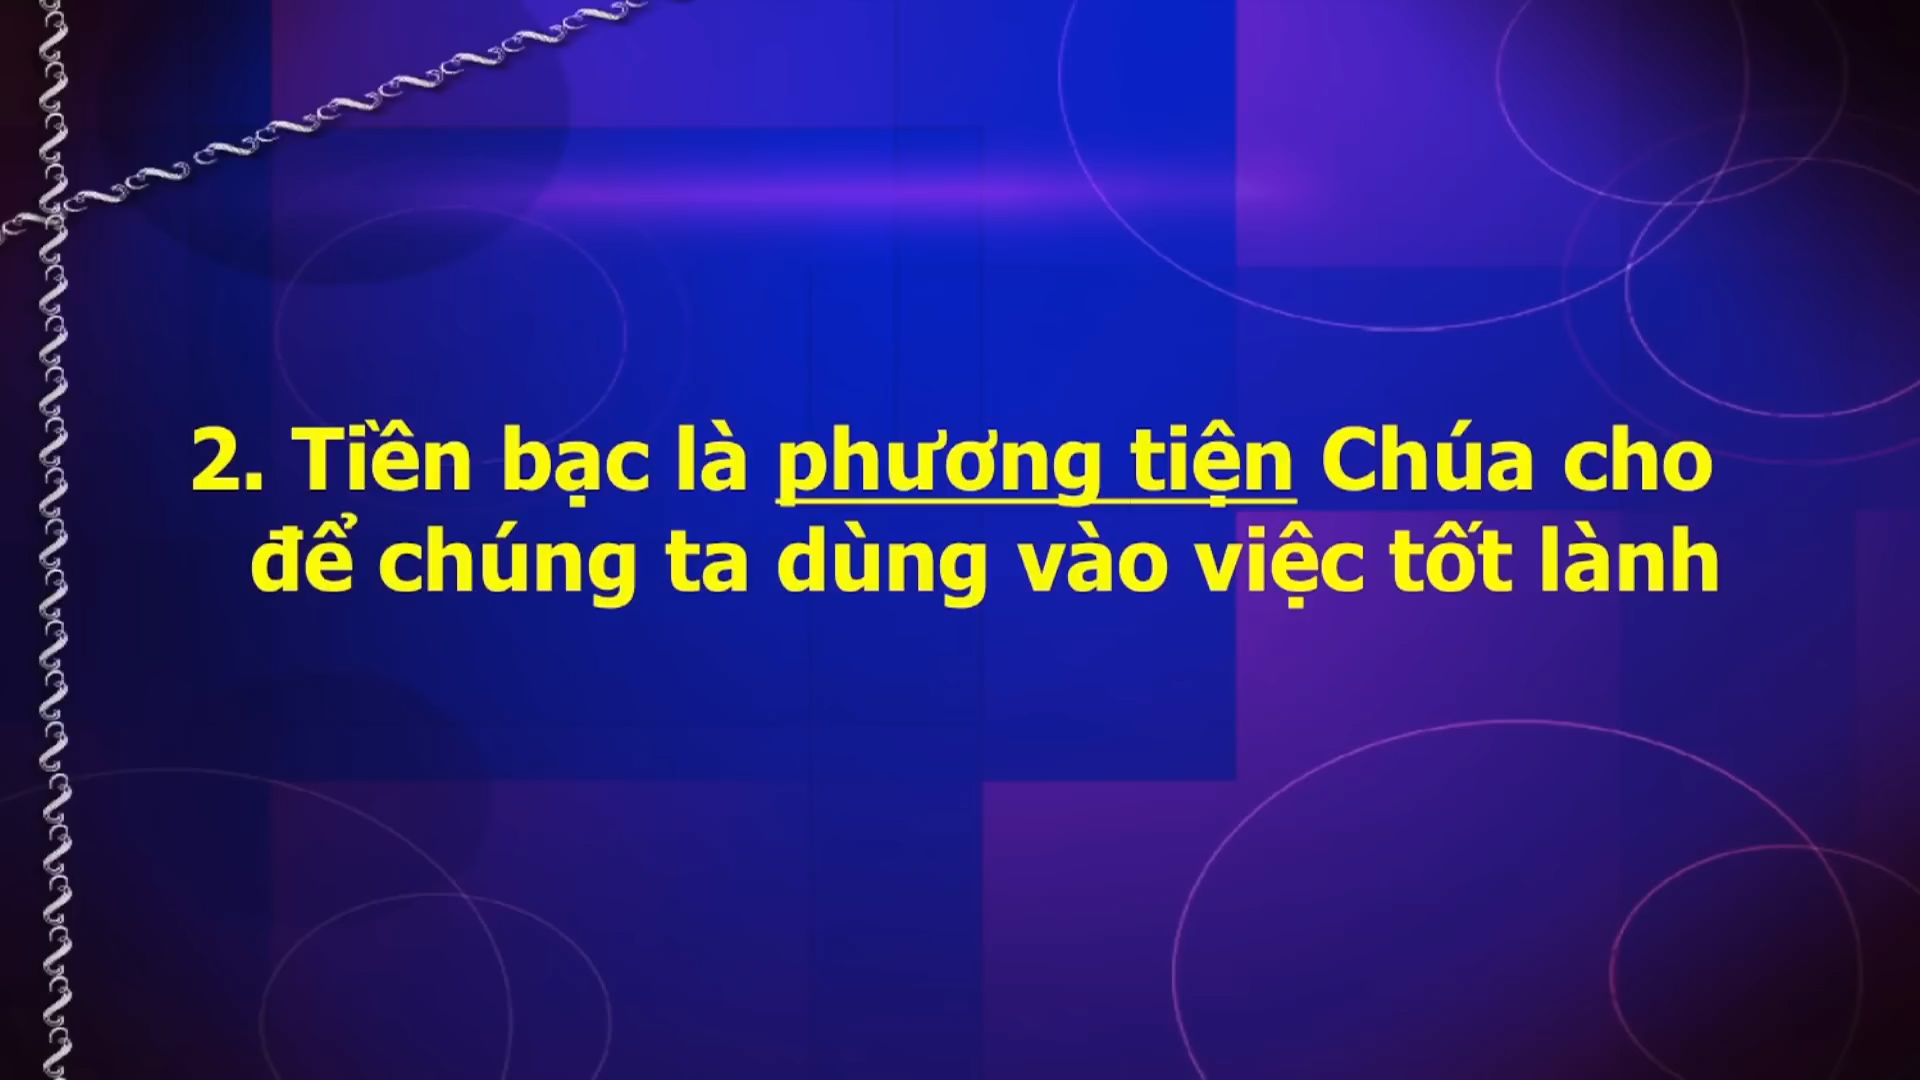 2. Tiền bạc là phương tiện Chúa cho
để chúng ta dùng vào việc tốt lành